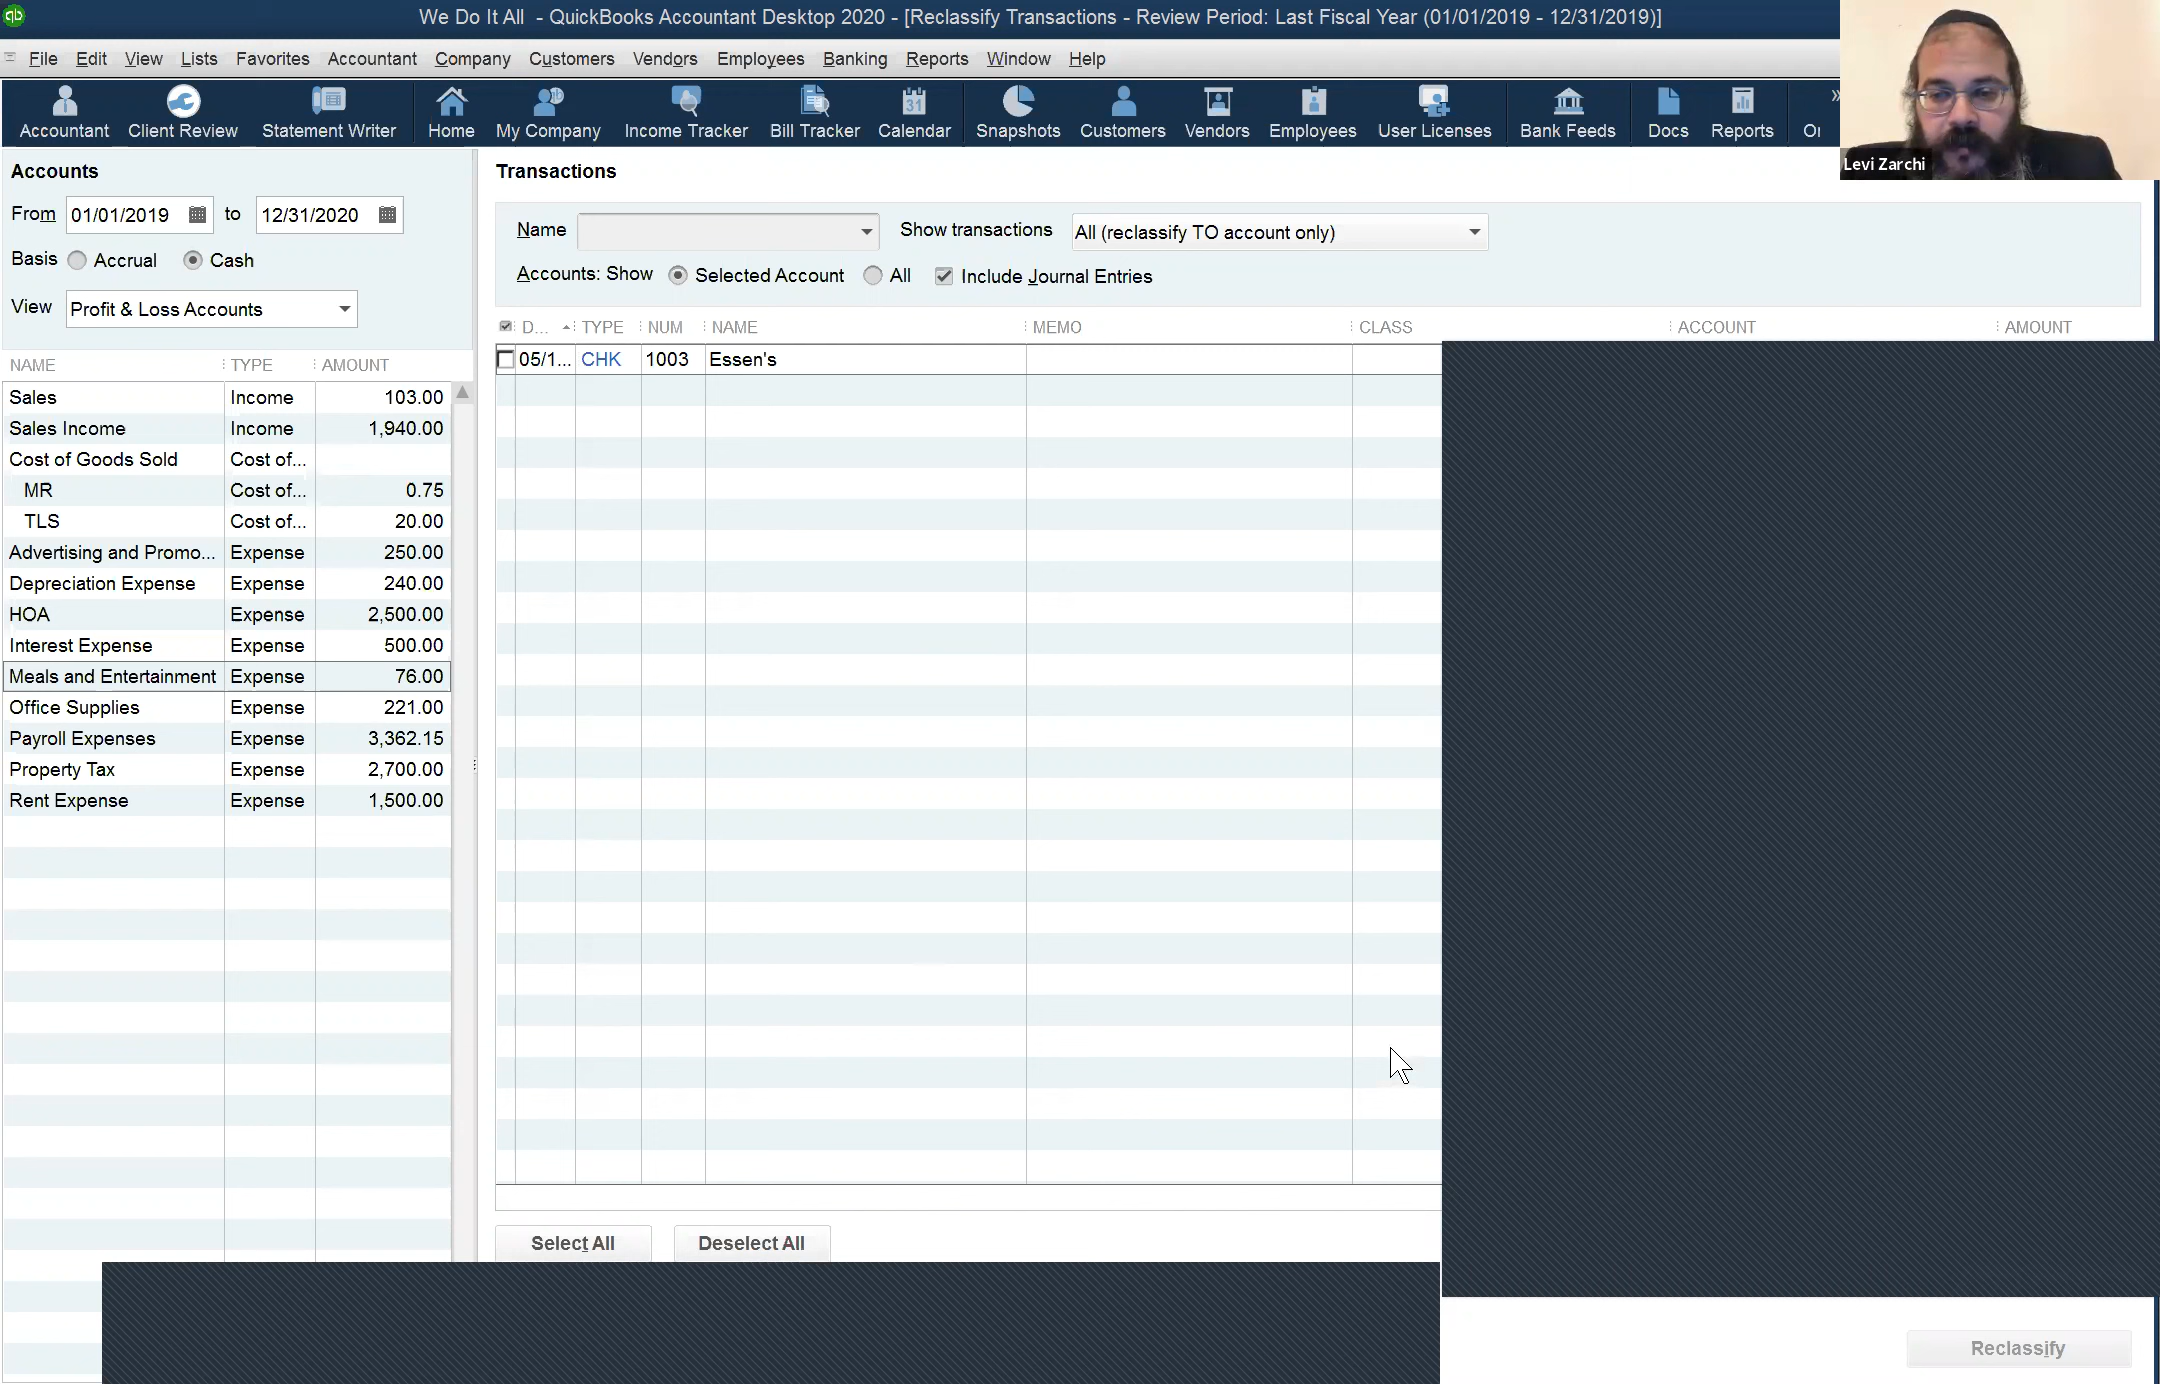 We Do It All - QuickBooks Accountant Desktop 2020 - [Reclassify Transactions - Review Period: Last Fiscal Year (01/01/2019 - 12/31/2019)]
File Edit View Lists Favorites Accountant Company Customers Vendors Employees Banking Reports Window Help
Accountant Client Review Statement Writer Home My Company Income Tracker Bill Tracker Calendar Snapshots Customers Vendors Employees User Licenses Bank Feeds Docs Reports
Levi Zarchi
Accounts
From 01/01/2019 to 12/31/2020
Basis Accrual Cash
View Profit & Loss Accounts
NAME TYPE AMOUNT
Sales Income 103.00
Sales Income Income 1,940.00
Cost of Goods Sold Cost of...
MR Cost of... 0.75
TLS Cost of... 20.00
Advertising and Promo... Expense 250.00
Depreciation Expense Expense 240.00
HOA Expense 2,500.00
Interest Expense Expense 500.00
Meals and Entertainment Expense 76.00
Office Supplies Expense 221.00
Payroll Expenses Expense 3,362.15
Property Tax Expense 2,700.00
Rent Expense Expense 1,500.00
Transactions
Name Show transactions All (reclassify TO account only)
Accounts: Show Selected Account All Include Journal Entries
D... TYPE NUM NAME MEMO CLASS ACCOUNT AMOUNT
05/1... CHK 1003 Essen's
Select All Deselect All
Reclassify